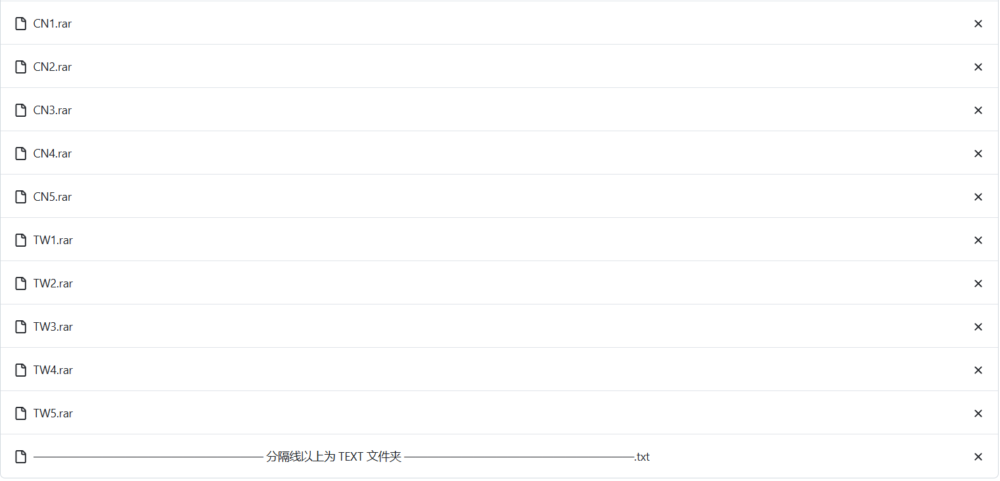 CN1.rar
CN2.rar
CN3.rar
CN4.rar
CN5.rar
TW1.rar
TW2.rar
TW3.rar
TW4.rar
TW5.rar
—————————————————— 分隔线以上为 TEXT 文件夹 ——————————————————.txt